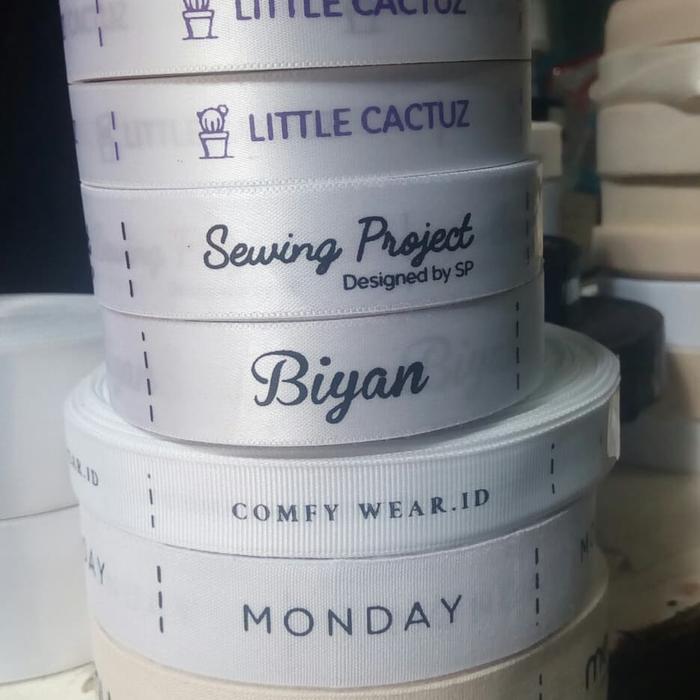 LITTLE CACTUZ
LITTLE CACTUZ
Sewing Project
Designed by SP
Biyan
COMFY WEAR.ID
MONDAY